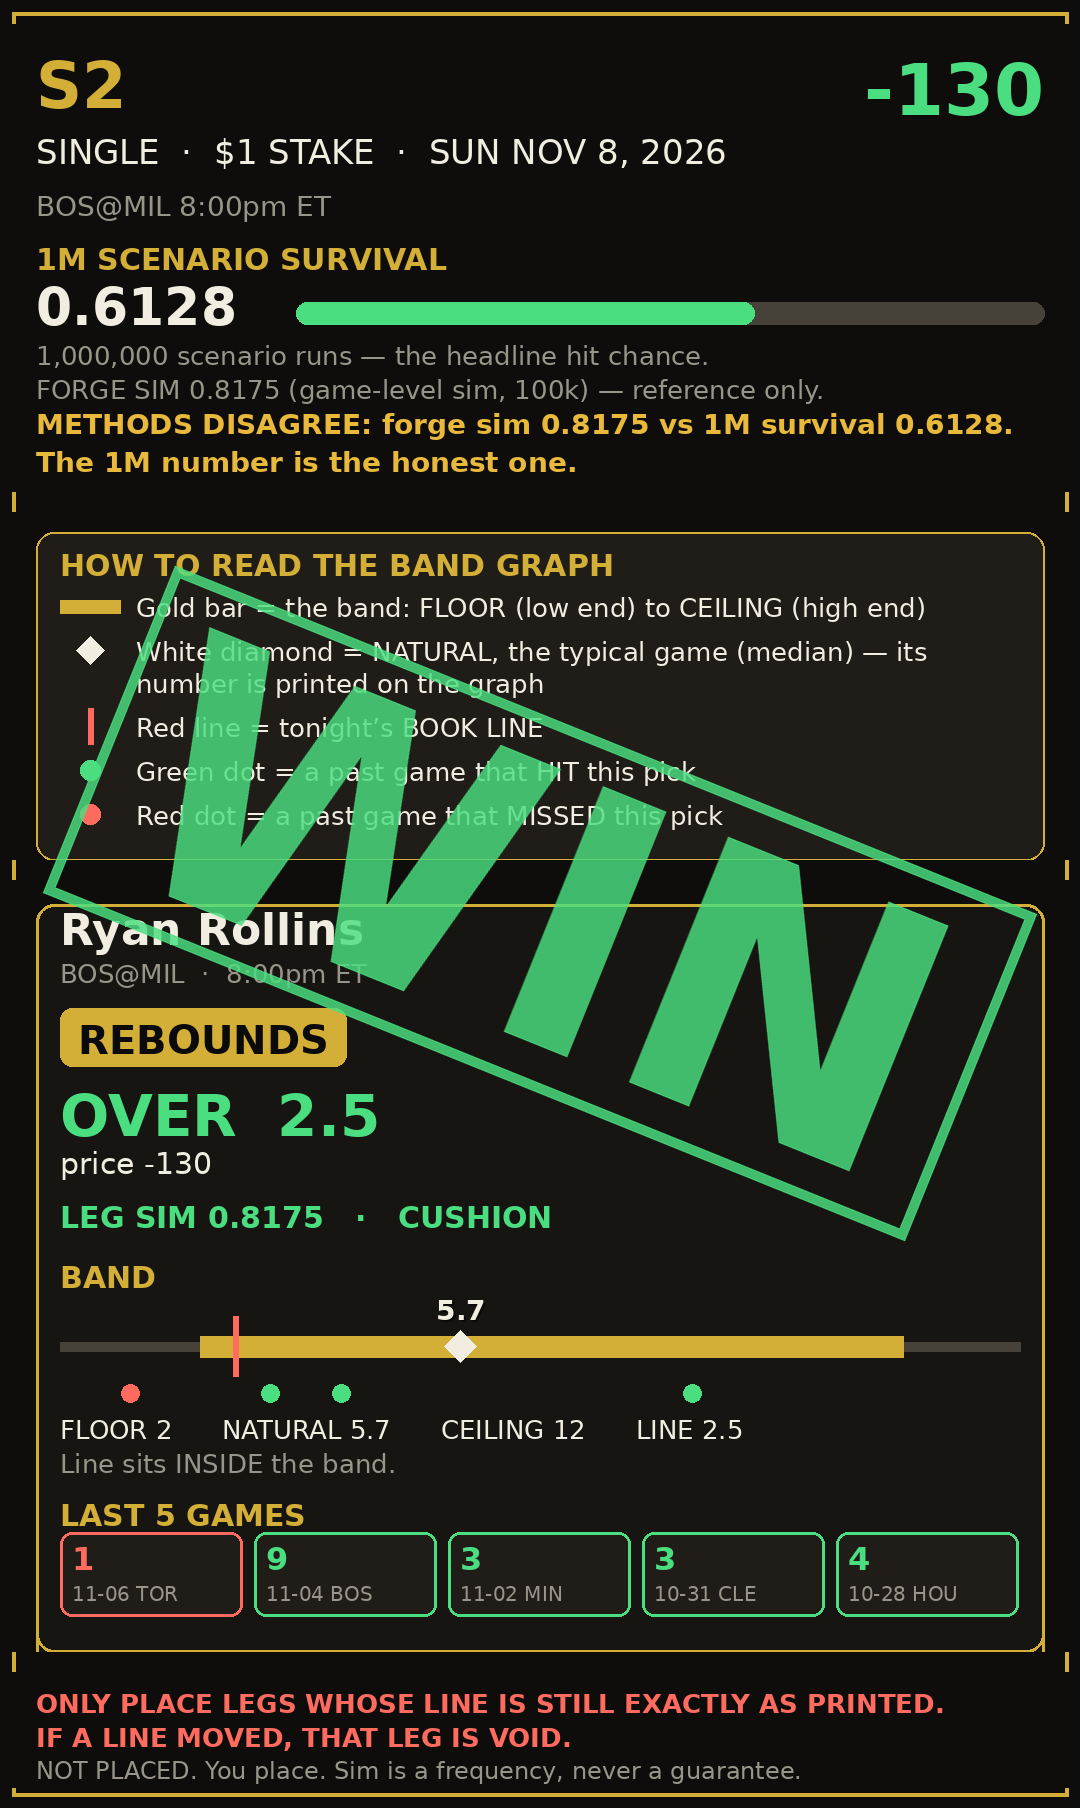 S2
-130
SINGLE · $1 STAKE · SUN NOV 8, 2026
BOS@MIL 8:00pm ET
1M SCENARIO SURVIVAL
0.6128
1,000,000 scenario runs — the headline hit chance.
FORGE SIM 0.8175 (game-level sim, 100k) — reference only.
METHODS DISAGREE: forge sim 0.8175 vs 1M survival 0.6128.
The 1M number is the honest one.
HOW TO READ THE BAND GRAPH
Gold bar = the band: FLOOR (low end) to CEILING (high end)
White diamond = NATURAL, the typical game (median) — its
number is printed on the graph
Red line = tonight's BOOK LINE
Green dot = a past game that HIT this pick
Red dot = a past game that MISSED this pick
WIN
Ryan Rollins
BOS@MIL · 8:00pm ET
REBOUNDS
OVER 2.5
price -130
LEG SIM 0.8175 · CUSHION
BAND
5.7
FLOOR 2 NATURAL 5.7 CEILING 12 LINE 2.5
Line sits INSIDE the band.
LAST 5 GAMES
1 9 3 3 4
11-06 TOR 11-04 BOS 11-02 MIN 10-31 CLE 10-28 HOU
ONLY PLACE LEGS WHOSE LINE IS STILL EXACTLY AS PRINTED.
IF A LINE MOVED, THAT LEG IS VOID.
NOT PLACED. You place. Sim is a frequency, never a guarantee.